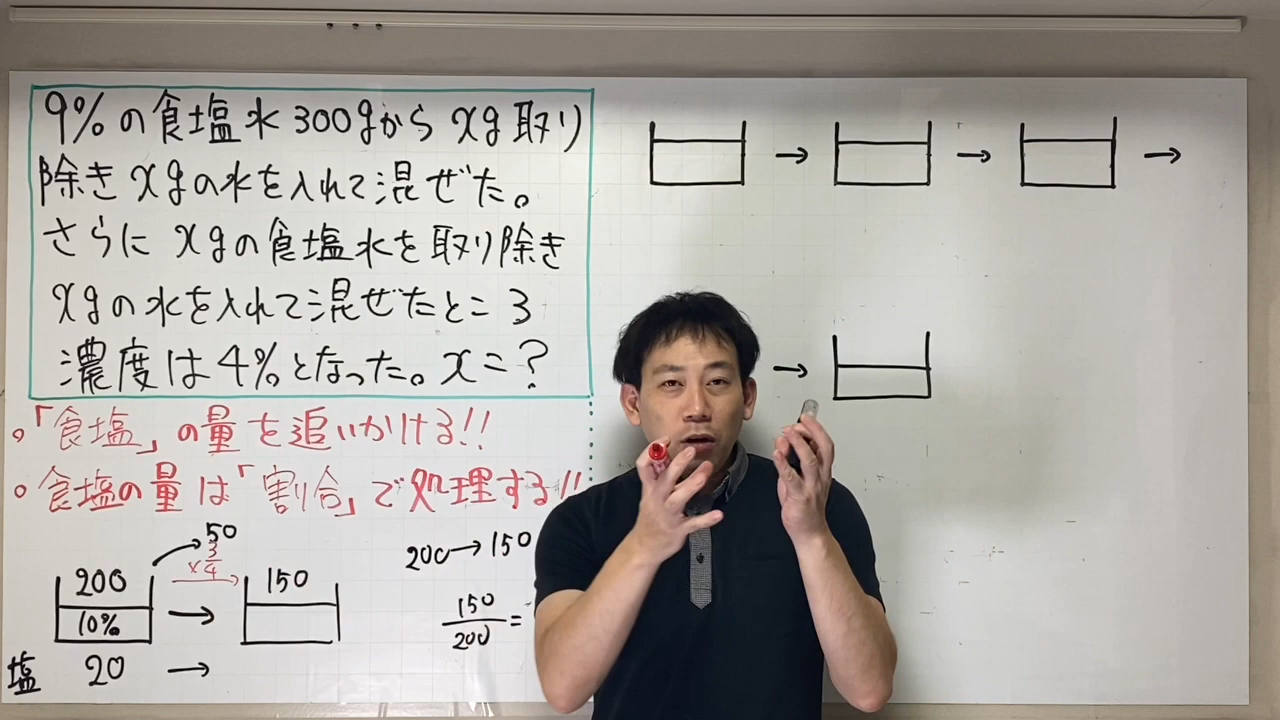 9%の食塩水300gからxg取り
除きxgの水を入れて混ぜた。
さらにxgの食塩水を取り除き
xgの水を入れて混ぜたところ
濃度は4%となった。x=?
。「食塩」の量を追いかける!!
。食塩の量は「割合」で処理する!!
50
×3/4
200 → 150
10%
塩 20 →
200→150
150/200=